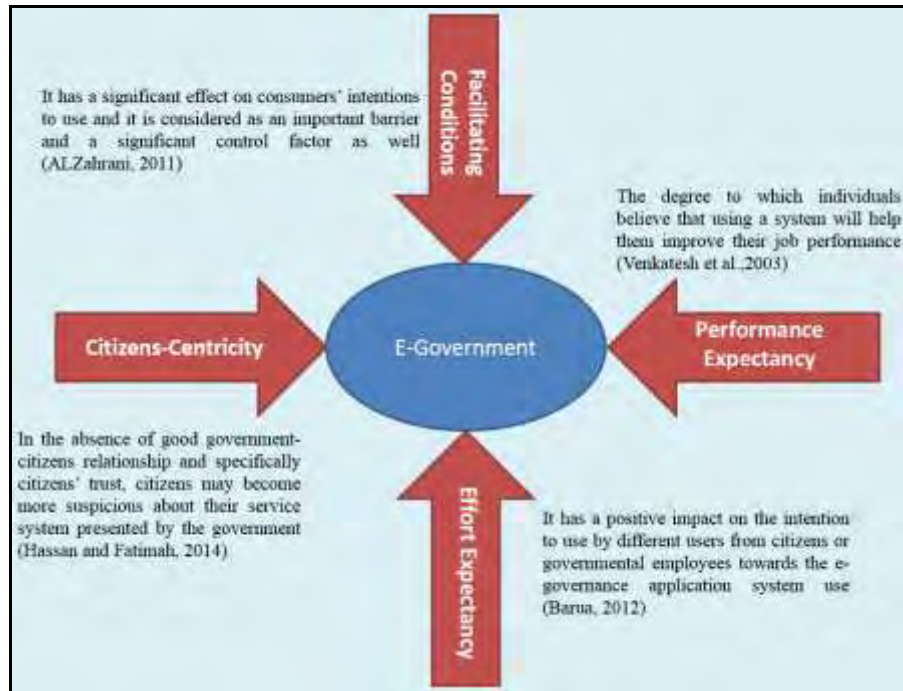 Facilitating
Conditions
It has a significant effect on consumers' intentions
to use and it is considered as an important barrier
and a significant control factor as well
(ALZahrani, 2011)
The degree to which individuals
believe that using a system will help
them improve their job performance
(Venkatesh et al.,2003)
Citizens-Centricity
E-Government
Performance
Expectancy
In the absence of good government-
citizens relationship and specifically
citizens' trust, citizens may become
more suspicious about their service
system presented by the government
(Hassan and Fatimah, 2014)
Effort Expectancy
It has a positive impact on the intention
to use by different users from citizens or
governmental employees towards the e-
governance application system use
(Barua, 2012)